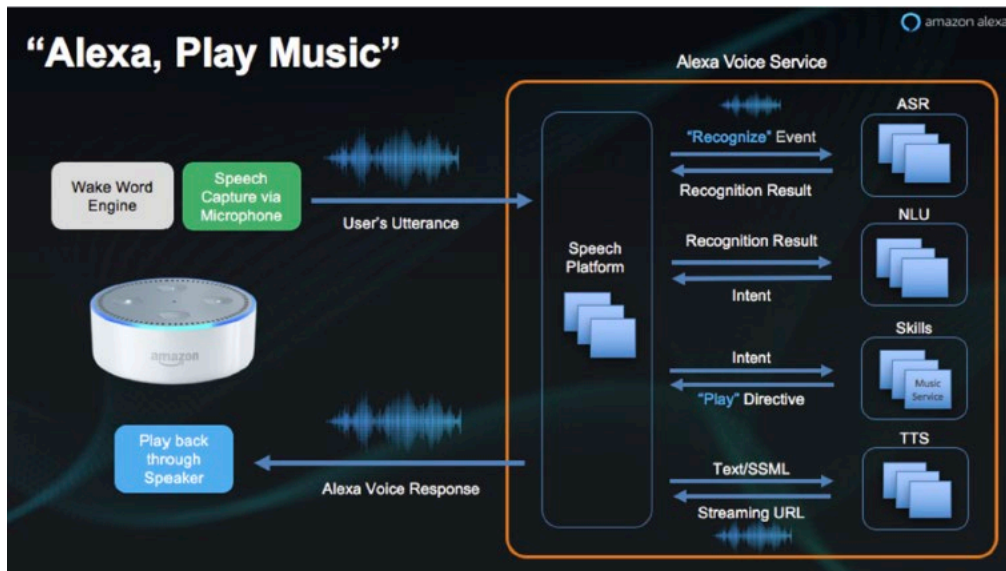 amazon alexa
“Alexa, Play Music”
Alexa Voice Service
Wake Word
Engine
Speech
Capture via
Microphone
User's Utterance
amazon
Play back
through
Speaker
Alexa Voice Response
Speech
Platform
“Recognize” Event
Recognition Result
ASR
Recognition Result
Intent
NLU
Intent
“Play” Directive
Skills
Music
Service
Text/SSML
Streaming URL
TTS